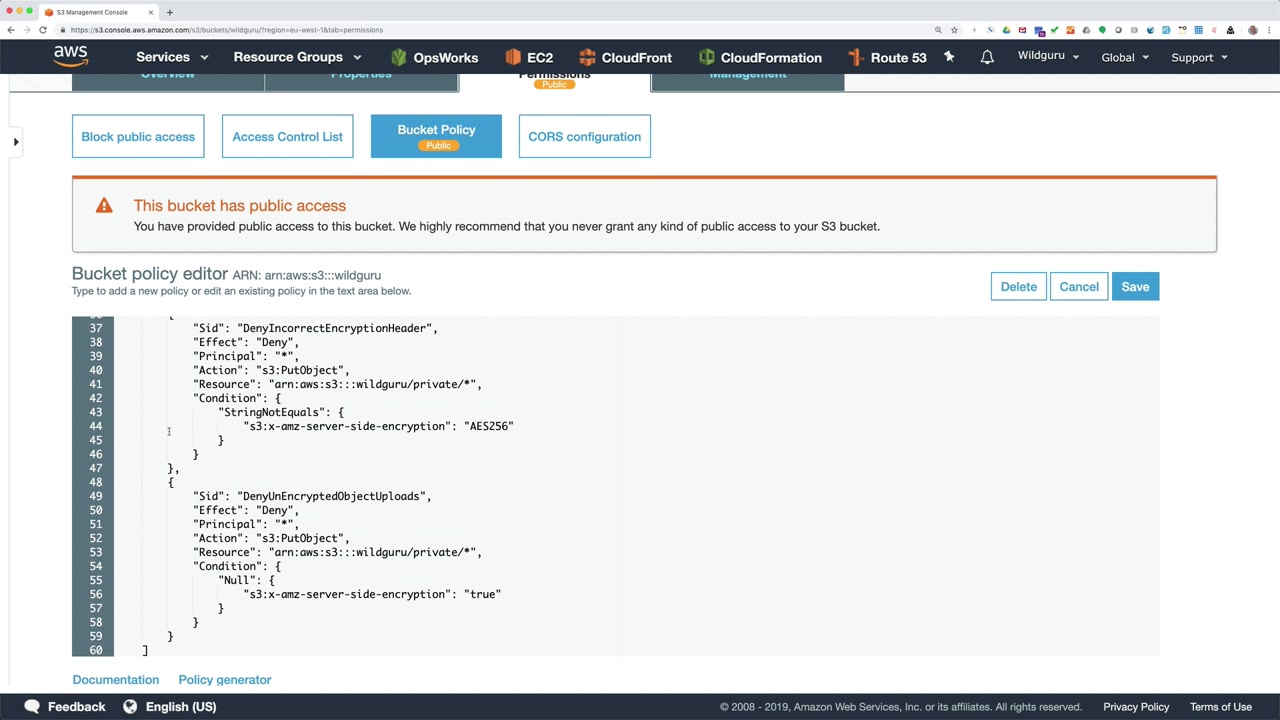 S3 Management Console
https://s3.console.aws.amazon.com/s3/buckets/wildguru/?region=eu-west-1&tab=permissions
aws Services Resource Groups OpsWorks EC2 CloudFront CloudFormation Route 53 Wildguru Global Support
Overview Properties Permissions Management
Public
Block public access Access Control List Bucket Policy CORS configuration
Public
This bucket has public access
You have provided public access to this bucket. We highly recommend that you never grant any kind of public access to your S3 bucket.
Bucket policy editor ARN: arn:aws:s3:::wildguru
Type to add a new policy or edit an existing policy in the text area below.
Delete Cancel Save
36 {
37 "Sid": "DenyIncorrectEncryptionHeader",
38 "Effect": "Deny",
39 "Principal": "*",
40 "Action": "s3:PutObject",
41 "Resource": "arn:aws:s3:::wildguru/private/*",
42 "Condition": {
43 "StringNotEquals": {
44 "s3:x-amz-server-side-encryption": "AES256"
45 }
46 }
47 },
48 {
49 "Sid": "DenyUnEncryptedObjectUploads",
50 "Effect": "Deny",
51 "Principal": "*",
52 "Action": "s3:PutObject",
53 "Resource": "arn:aws:s3:::wildguru/private/*",
54 "Condition": {
55 "Null": {
56 "s3:x-amz-server-side-encryption": "true"
57 }
58 }
59 }
60 ]
Documentation Policy generator
Feedback English (US) © 2008 - 2019, Amazon Web Services, Inc. or its affiliates. All rights reserved. Privacy Policy Terms of Use